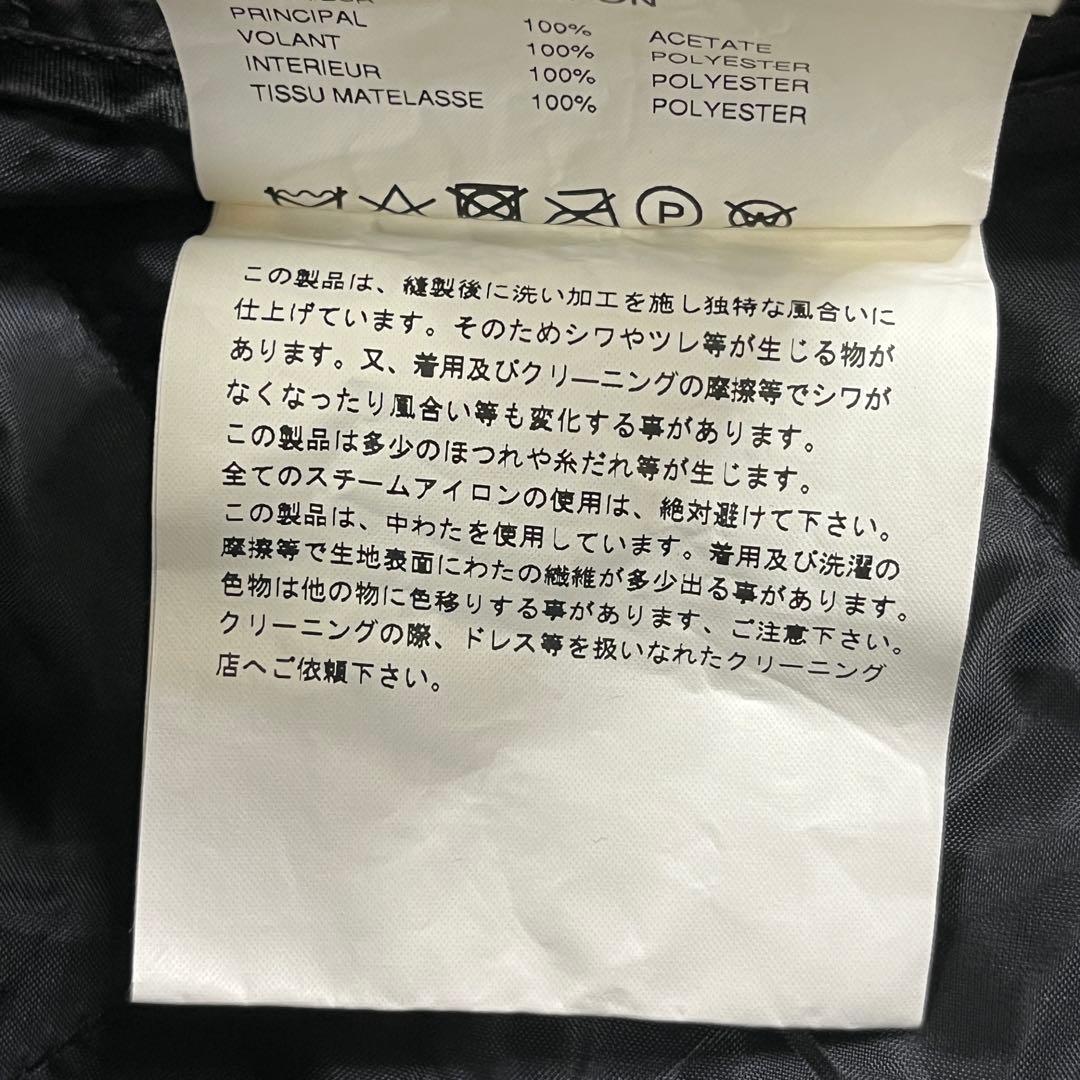 PRINCIPAL 100% ACETATE
VOLANT 100% POLYESTER
INTERIEUR 100% POLYESTER
TISSU MATELASSE 100% POLYESTER
P
この製品は、縫製後に洗い加工を施し独特な風合いに
仕上げています。そのためシワやツレ等が生じる物が
あります。又、着用及びクリーニングの摩擦等でシワが
なくなったり風合い等も変化する事があります。
この製品は多少のほつれや糸だれ等が生じます。
全てのスチームアイロンの使用は、絶対避けて下さい。
この製品は、中わたを使用しています。着用及び洗濯の
摩擦等で生地表面にわたの繊維が多少出る事があります。
色物は他の物に色移りする事があります、ご注意下さい。
クリーニングの際、ドレス等を扱いなれたクリーニング
店へご依頼下さい。